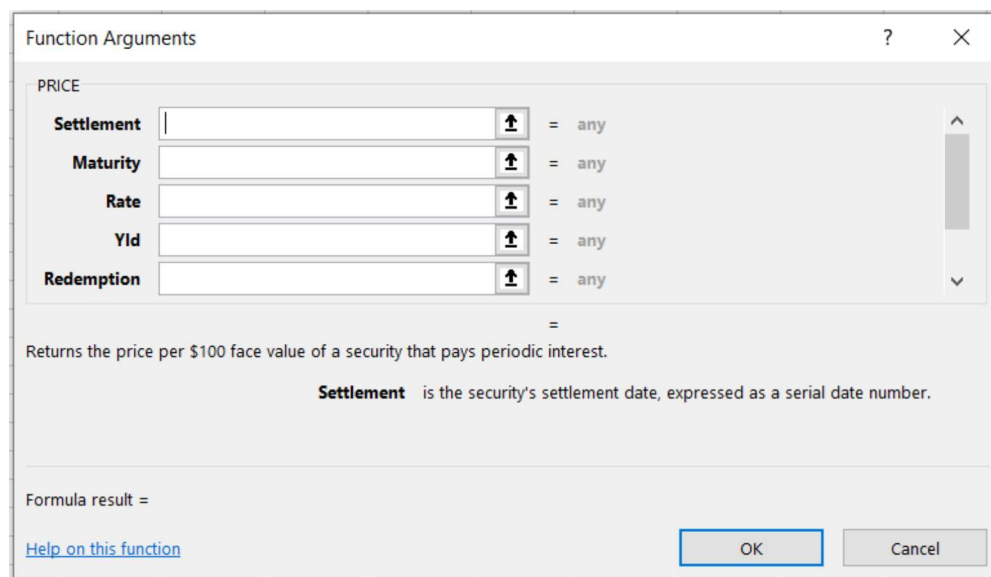 Function Arguments ? ×
PRICE
Settlement = any
Maturity = any
Rate = any
Yld = any
Redemption = any
=
Returns the price per $100 face value of a security that pays periodic interest.
Settlement is the security's settlement date, expressed as a serial date number.
Formula result =
Help on this function OK Cancel